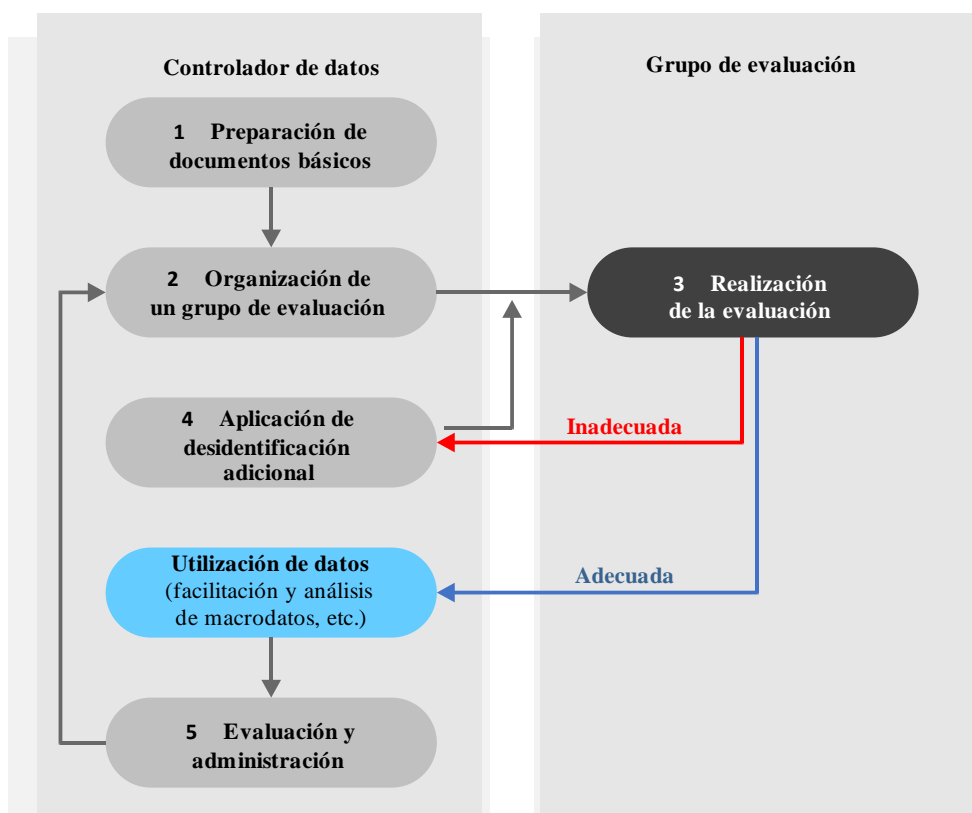 Controlador de datos
Grupo de evaluación
1 Preparación de
documentos básicos
2 Organización de
un grupo de evaluación
3 Realización
de la evaluación
4 Aplicación de
desidentificación
adicional
Inadecuada
Utilización de datos
(facilitación y análisis
de macrodatos, etc.)
Adecuada
5 Evaluación y
administración